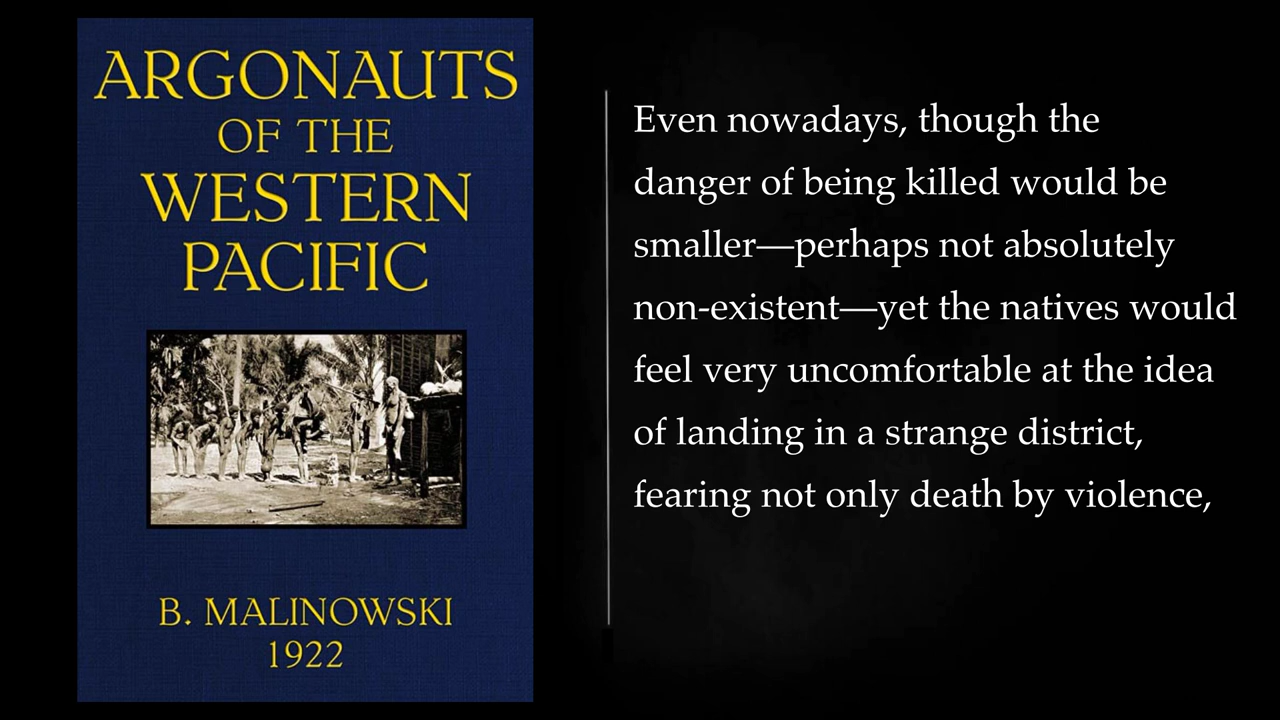 ARGONAUTS
OF THE
WESTERN
PACIFIC
B. MALINOWSKI
1922
Even nowadays, though the
danger of being killed would be
smaller—perhaps not absolutely
non-existent—yet the natives would
feel very uncomfortable at the idea
of landing in a strange district,
fearing not only death by violence,